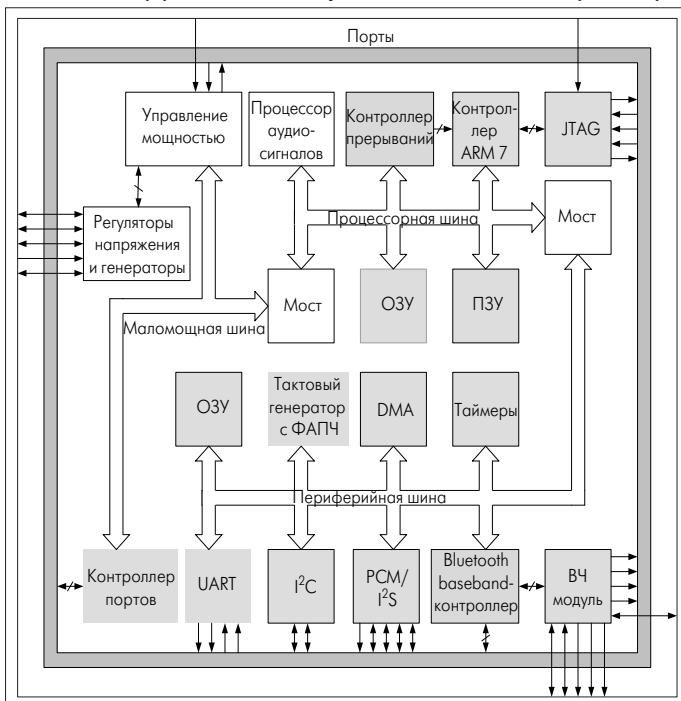 Порты
Управление
мощностью
Процессор
аудио-
сигналов
Контроллер
прерываний
Контрол-
лер
ARM 7
JTAG
Регуляторы
напряжения
и генераторы
Процессорная шина
Мост
Мост
ОЗУ
ПЗУ
Маломощная шина
ОЗУ
Тактовый
генератор
с ФАПЧ
DMA
Таймеры
Периферийная шина
Контроллер
портов
UART
I²C
PCM/
I²S
Bluetooth
baseband-
контроллер
ВЧ
модуль